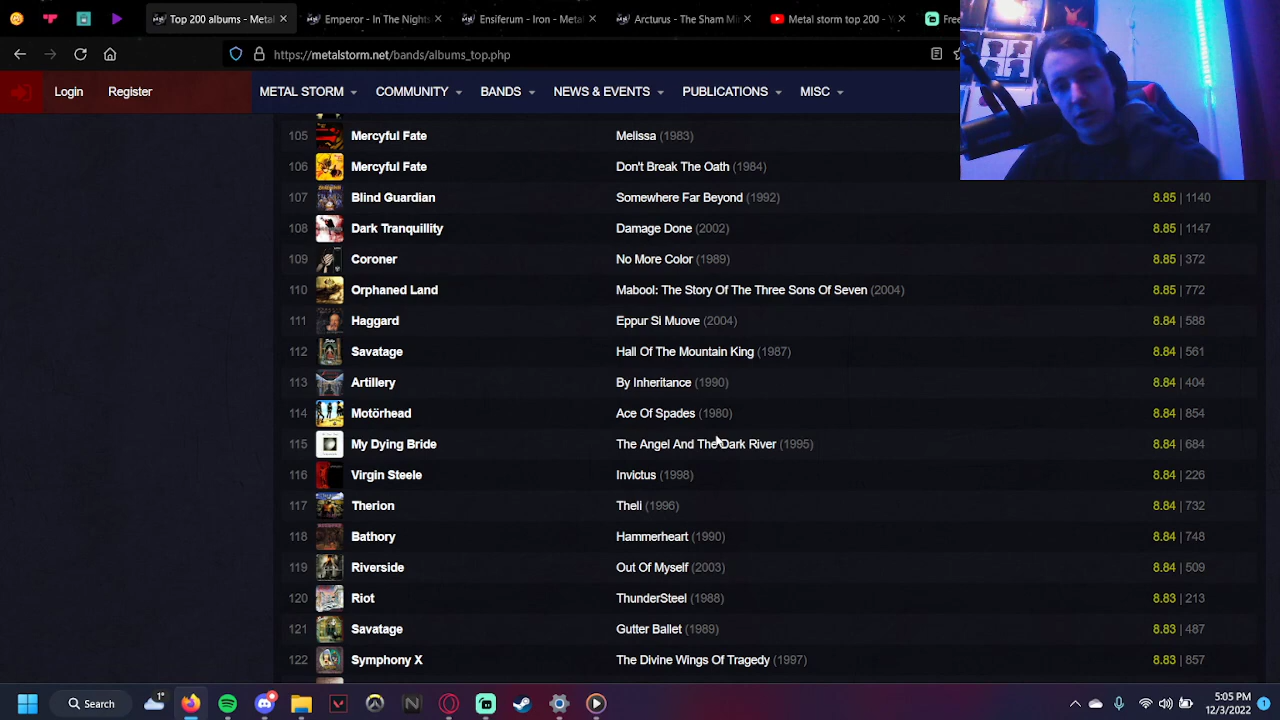 Top 200 albums - Metal
Emperor - In The Nights
Ensiferum - Iron - Metal
Arcturus - The Sham Mir
Metal storm top 200 - Y
Free
https://metalstorm.net/bands/albums_top.php
Login Register METAL STORM COMMUNITY BANDS NEWS & EVENTS PUBLICATIONS MISC
105 Mercyful Fate Melissa (1983)
106 Mercyful Fate Don't Break The Oath (1984)
107 Blind Guardian Somewhere Far Beyond (1992) 8.85 | 1140
108 Dark Tranquillity Damage Done (2002) 8.85 | 1147
109 Coroner No More Color (1989) 8.85 | 372
110 Orphaned Land Mabool: The Story Of The Three Sons Of Seven (2004) 8.85 | 772
111 Haggard Eppur Si Muove (2004) 8.84 |
112 Savatage Hall Of The Mountain King (1987) 8.84 | 561
113 Artillery By Inheritance (1990) 8.84 | 404
114 Motörhead Ace Of Spades (1980) 8.84 |
115 My Dying Bride The Angel And The Dark River (1995) 8.84 | 684
116 Virgin Steele Invictus (1998) 8.84 |
117 Therion Theli (1996) 8.84 |
118 Bathory Hammerheart (1990) 8.84 | 748
119 Riverside Out Of Myself (2003) 8.84 | 509
120 Riot ThunderSteel (1988) 8.83 | 213
121 Savatage Gutter Ballet (1989) 8.83 |
122 Symphony X The Divine Wings Of (1997) 8.83 |
Search
5:05 PM
12/3/2022
1